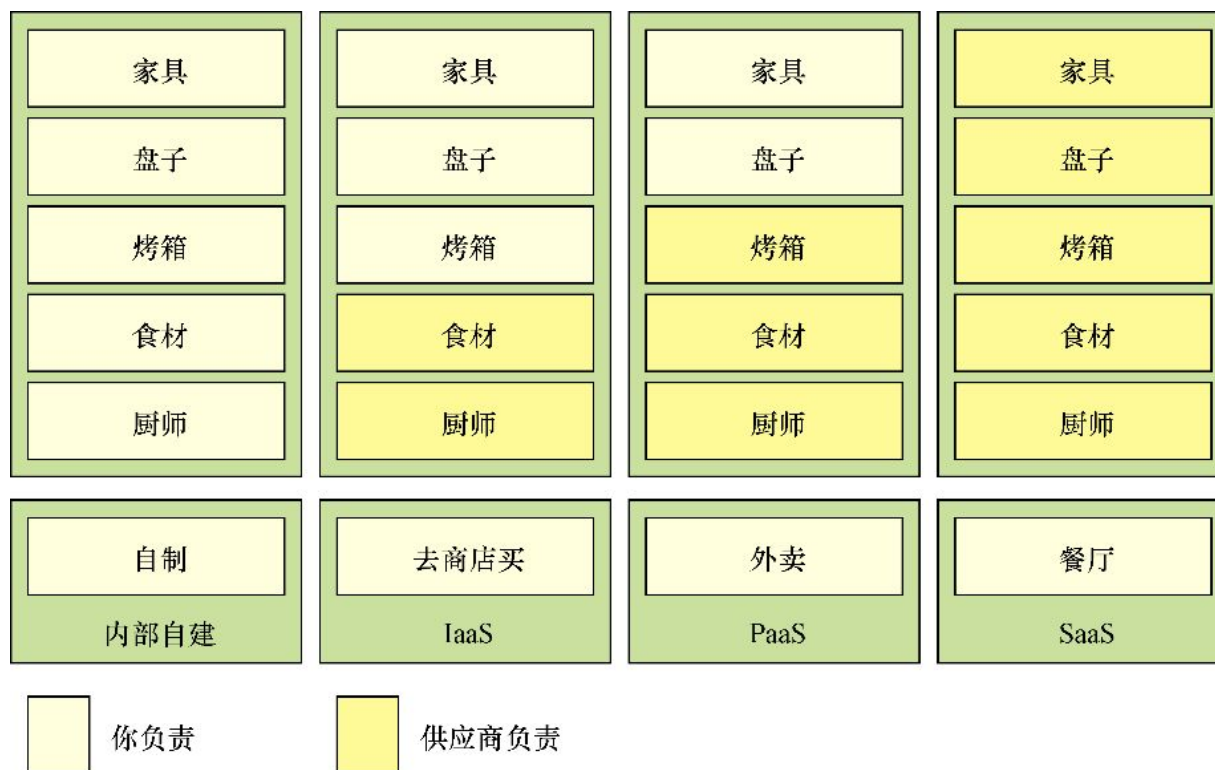 家具 家具 家具 家具
盘子 盘子 盘子 盘子
烤箱 烤箱 烤箱 烤箱
食材 食材 食材 食材
厨师 厨师 厨师 厨师
自制 去商店买 外卖 餐厅
内部自建 IaaS PaaS SaaS
你负责 供应商负责